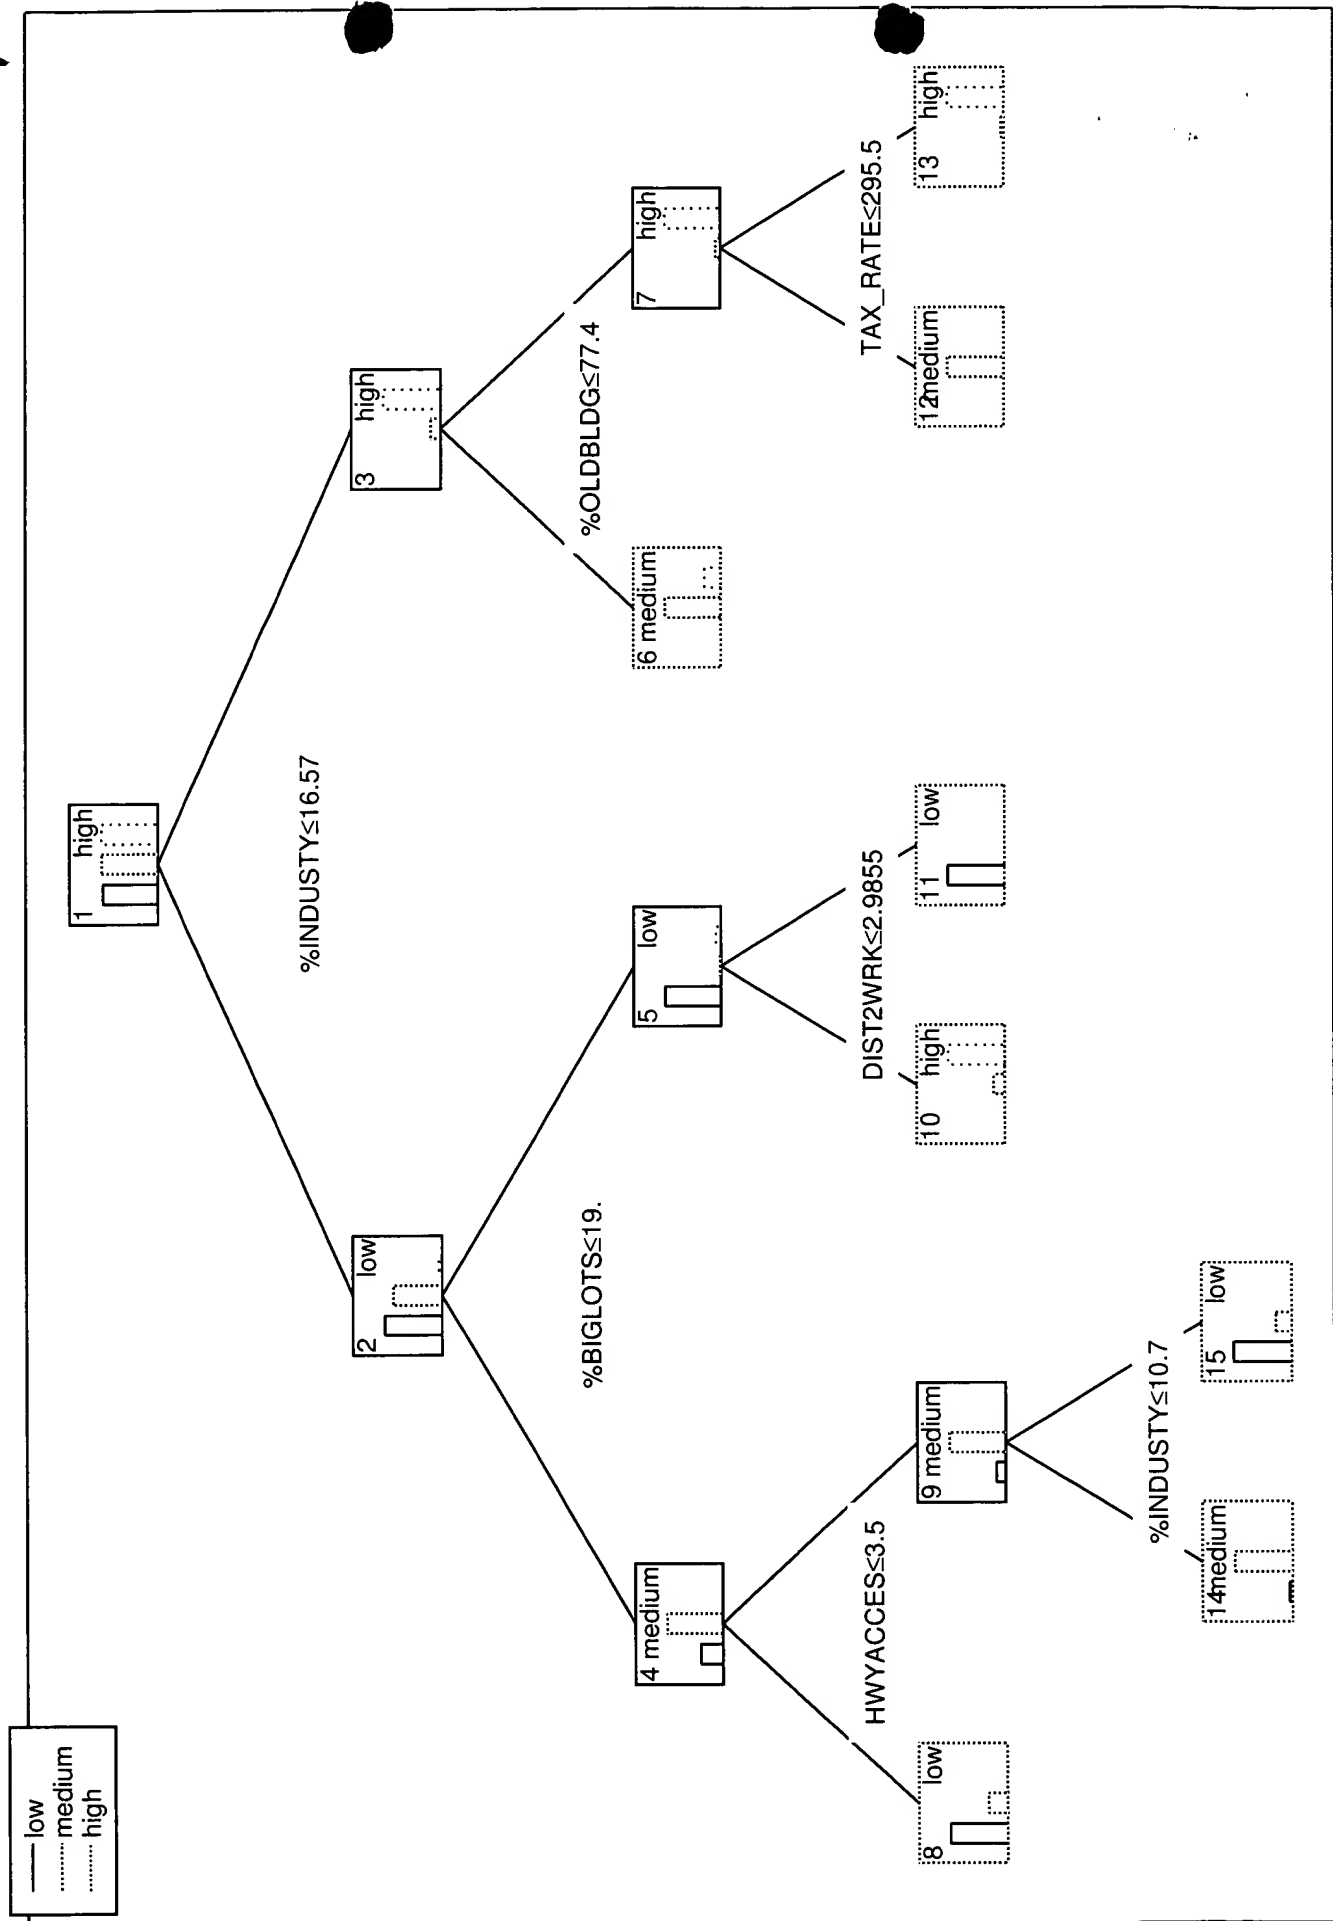 low
medium
high
1 high
%INDUSTY≤16.57
2 low
3 high
%BIGLOTS≤19.
%OLDBLDG≤77.4
4 medium
5 low
6 medium
7 high
HWYACCES≤3.5
DIST2WRK≤2.9855
TAX_RATE≤295.5
8 low
9 medium
10 high
11 low
12 medium
13 high
%INDUSTY≤10.7
14 medium
15 low